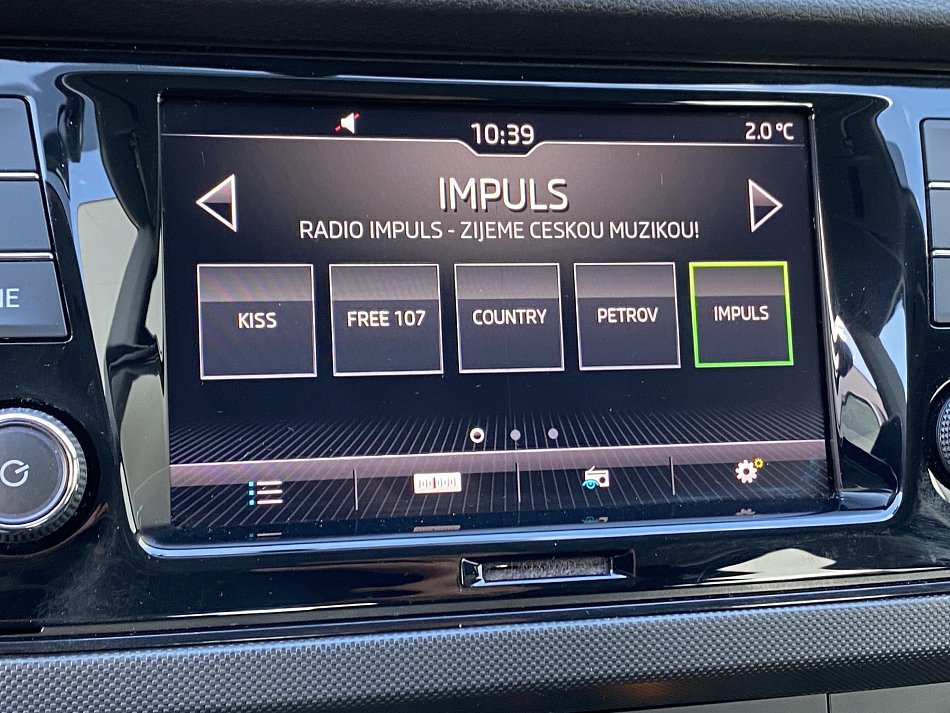 10:39
2.0 °C
IMPULS
RADIO IMPULS - ZIJEME CESKOU MUZIKOU!
KISS
FREE 107
COUNTRY
PETROV
IMPULS